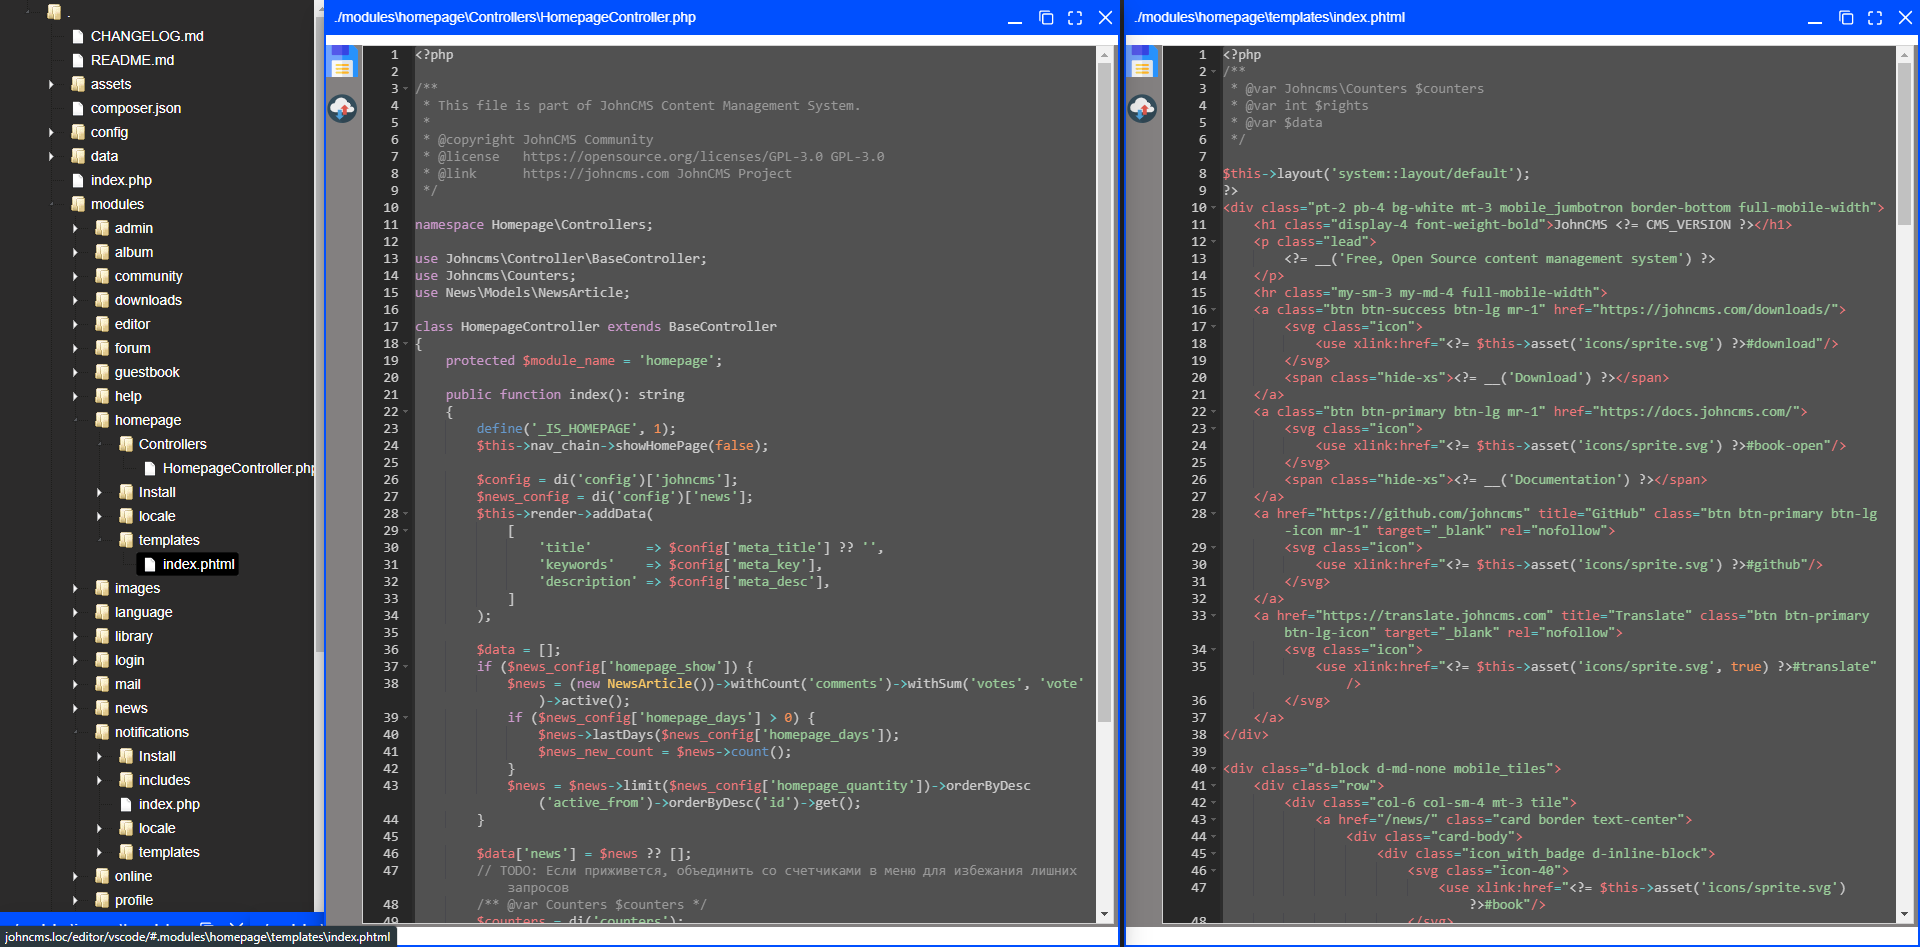 .
CHANGELOG.md
README.md
assets
composer.json
config
data
index.php
modules
admin
album
community
downloads
editor
forum
guestbook
help
homepage
Controllers
HomepageController.php
Install
locale
templates
index.phtml
images
language
library
login
mail
news
notifications
Install
includes
index.php
locale
templates
online
profile
johncms.loc/editor/vscode/#.modules\homepage\templates\index.phtml
./modules\homepage\Controllers\HomepageController.php
1 <?php
2
3 /**
4  * This file is part of JohnCMS Content Management System.
5  *
6  * @copyright JohnCMS Community
7  * @license   https://opensource.org/licenses/GPL-3.0 GPL-3.0
8  * @link      https://johncms.com JohnCMS Project
9  */
10
11 namespace Homepage\Controllers;
12
13 use Johncms\Controller\BaseController;
14 use Johncms\Counters;
15 use News\Models\NewsArticle;
16
17 class HomepageController extends BaseController
18 {
19     protected $module_name = 'homepage';
20
21     public function index(): string
22     {
23         define('_IS_HOMEPAGE', 1);
24         $this->nav_chain->showHomePage(false);
25
26         $config = di('config')['johncms'];
27         $news_config = di('config')['news'];
28         $this->render->addData(
29             [
30                 'title'       => $config['meta_title'] ?? '',
31                 'keywords'    => $config['meta_key'],
32                 'description' => $config['meta_desc'],
33             ]
34         );
35
36         $data = [];
37         if ($news_config['homepage_show']) {
38             $news = (new NewsArticle())->withCount('comments')->withSum('votes', 'vote'
)->active();
39             if ($news_config['homepage_days'] > 0) {
40                 $news->lastDays($news_config['homepage_days']);
41                 $news_new_count = $news->count();
42             }
43             $news = $news->limit($news_config['homepage_quantity'])->orderByDesc
('active_from')->orderByDesc('id')->get();
44         }
45
46         $data['news'] = $news ?? [];
47         // TODO: Если приживется, объединить со счетчиками в меню для избежания лишних
запросов
48         /** @var Counters $counters */
49         $counters = di('counters');
./modules\homepage\templates\index.phtml
1 <?php
2 /**
3  * @var Johncms\Counters $counters
4  * @var int $rights
5  * @var $data
6  */
7
8 $this->layout('system::layout/default');
9 ?>
10 <div class="pt-2 pb-4 bg-white mt-3 mobile_jumbotron border-bottom full-mobile-width">
11     <h1 class="display-4 font-weight-bold">JohnCMS <?= CMS_VERSION ?></h1>
12     <p class="lead">
13         <?= __('Free, Open Source content management system') ?>
14     </p>
15     <hr class="my-sm-3 my-md-4 full-mobile-width">
16     <a class="btn btn-success btn-lg mr-1" href="https://johncms.com/downloads/">
17         <svg class="icon">
18             <use xlink:href="<?= $this->asset('icons/sprite.svg') ?>#download"/>
19         </svg>
20         <span class="hide-xs"><?= __('Download') ?></span>
21     </a>
22     <a class="btn btn-primary btn-lg mr-1" href="https://docs.johncms.com/">
23         <svg class="icon">
24             <use xlink:href="<?= $this->asset('icons/sprite.svg') ?>#book-open"/>
25         </svg>
26         <span class="hide-xs"><?= __('Documentation') ?></span>
27     </a>
28     <a href="https://github.com/johncms" title="GitHub" class="btn btn-primary btn-lg
-icon mr-1" target="_blank" rel="nofollow">
29         <svg class="icon">
30             <use xlink:href="<?= $this->asset('icons/sprite.svg') ?>#github"/>
31         </svg>
32     </a>
33     <a href="https://translate.johncms.com" title="Translate" class="btn btn-primary
btn-lg-icon" target="_blank" rel="nofollow">
34         <svg class="icon">
35             <use xlink:href="<?= $this->asset('icons/sprite.svg', true) ?>#translate"
/>
36         </svg>
37     </a>
38 </div>
39
40 <div class="d-block d-md-none mobile_tiles">
41     <div class="row">
42         <div class="col-6 col-sm-4 mt-3 tile">
43             <a href="/news/" class="card border text-center">
44                 <div class="card-body">
45                     <div class="icon_with_badge d-inline-block">
46                         <svg class="icon-40">
47                             <use xlink:href="<?= $this->asset('icons/sprite.svg')
?>#book"/>
48                         </svg>